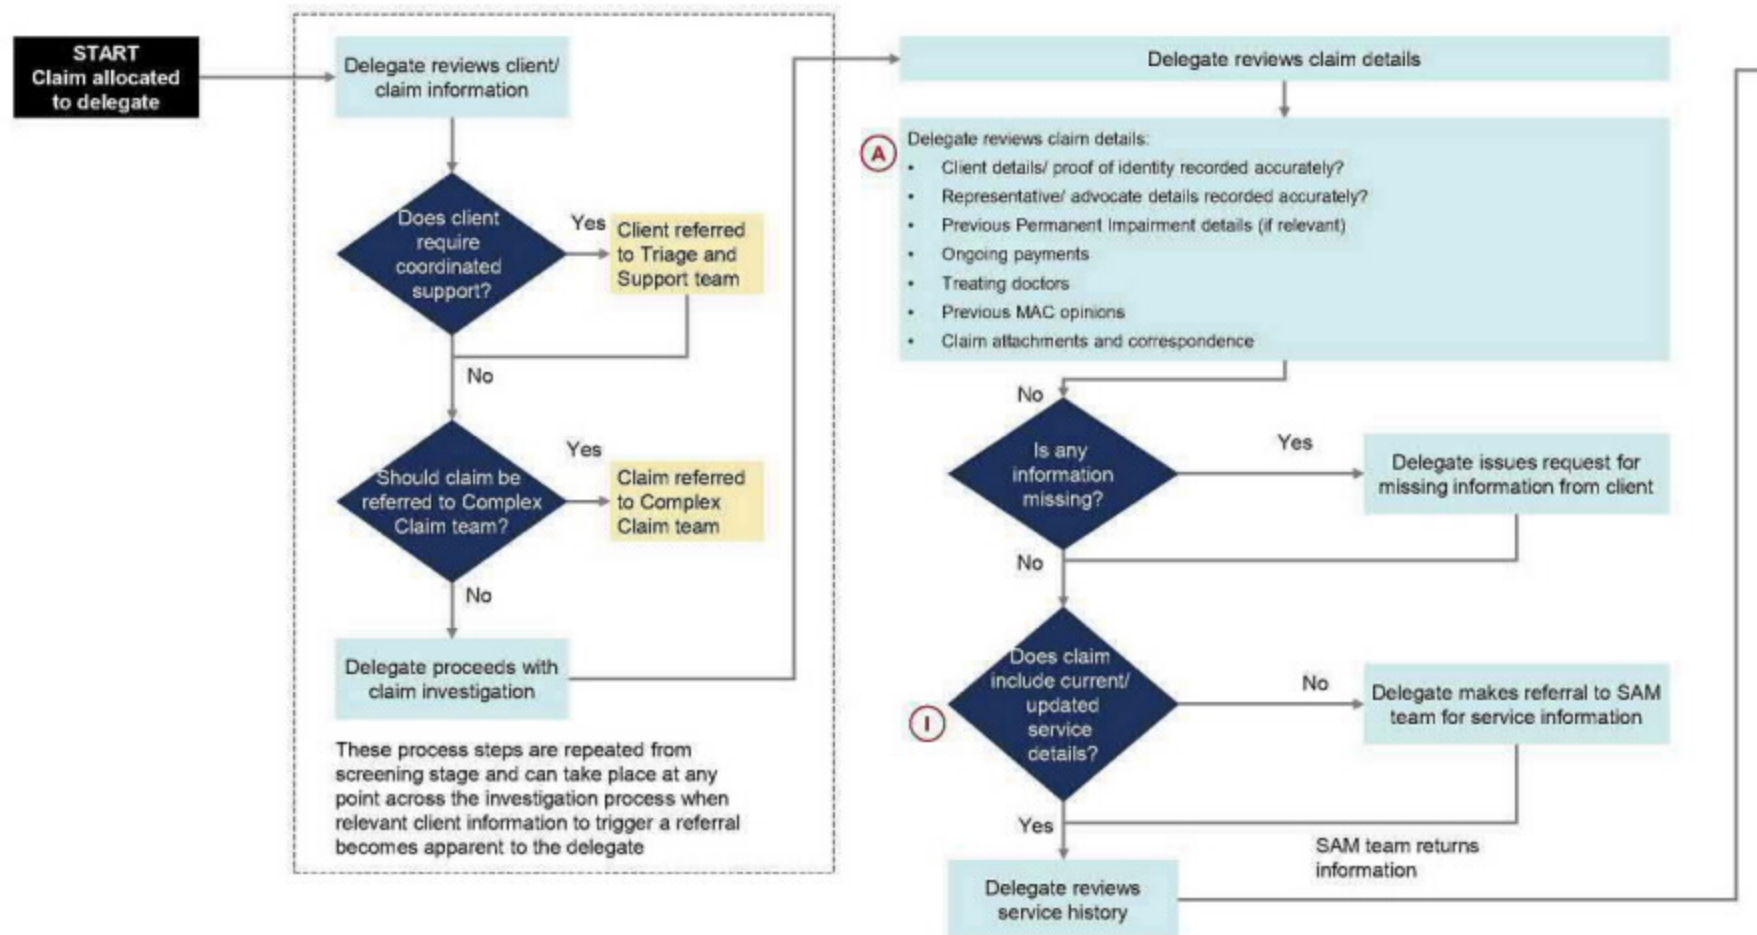 START
Claim allocated
to delegate
Delegate reviews client/
claim information
Does client
require
coordinated
support?
Yes
Client referred
to Triage and
Support team
No
Should claim be
referred to Complex
Claim team?
Yes
Claim referred
to Complex
Claim team
No
Delegate proceeds with
claim investigation
These process steps are repeated from
screening stage and can take place at any
point across the investigation process when
relevant client information to trigger a referral
becomes apparent to the delegate
Delegate reviews claim details
A
Delegate reviews claim details:
• Client details/ proof of identity recorded accurately?
• Representative/ advocate details recorded accurately?
• Previous Permanent Impairment details (if relevant)
• Ongoing payments
• Treating doctors
• Previous MAC opinions
• Claim attachments and correspondence
No
Is any
information
missing?
Yes
Delegate issues request for
missing information from client
No
I
Does claim
include current/
updated
service
details?
No
Delegate makes referral to SAM
team for service information
Yes
SAM team returns
information
Delegate reviews
service history